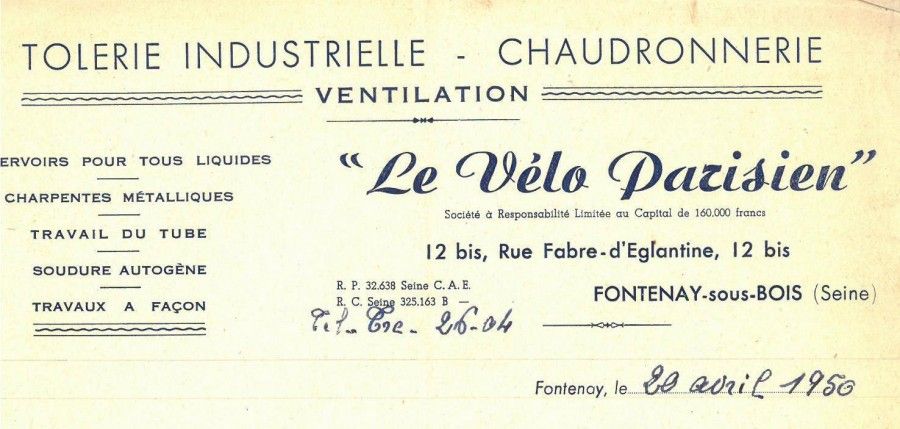 TOLERIE INDUSTRIELLE - CHAUDRONNERIE
VENTILATION
ERVOIRS POUR TOUS LIQUIDES
CHARPENTES MÉTALLIQUES
TRAVAIL DU TUBE
SOUDURE AUTOGÈNE
TRAVAUX A FAÇON
"Le Vélo Parisien"
Société à Responsabilité Limitée au Capital de 160.000 francs
12 bis, Rue Fabre-d'Eglantine, 12 bis
R. P. 32.638 Seine C. A. E.
R. C. Seine 325.163 B —
FONTENAY-sous-BOIS (Seine)
Tel. Tre. 26-04
Fontenay, le 20 avril 1950